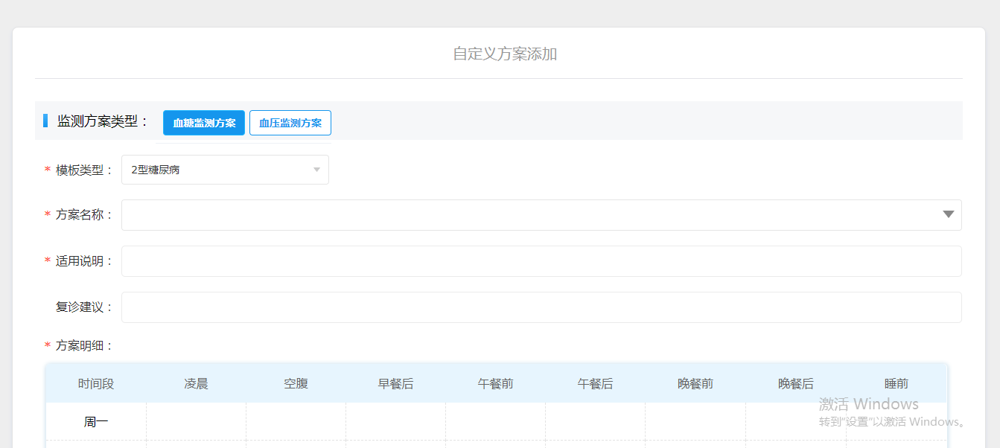 自定义方案添加
监测方案类型： 血糖监测方案 血压监测方案
* 模板类型： 2型糖尿病
* 方案名称：
* 适用说明：
复诊建议：
* 方案明细：
时间段 凌晨 空腹 早餐后 午餐前 午餐后 晚餐前 晚餐后 睡前
激活 Windows
周一
转到"设置"以激活 Windows。